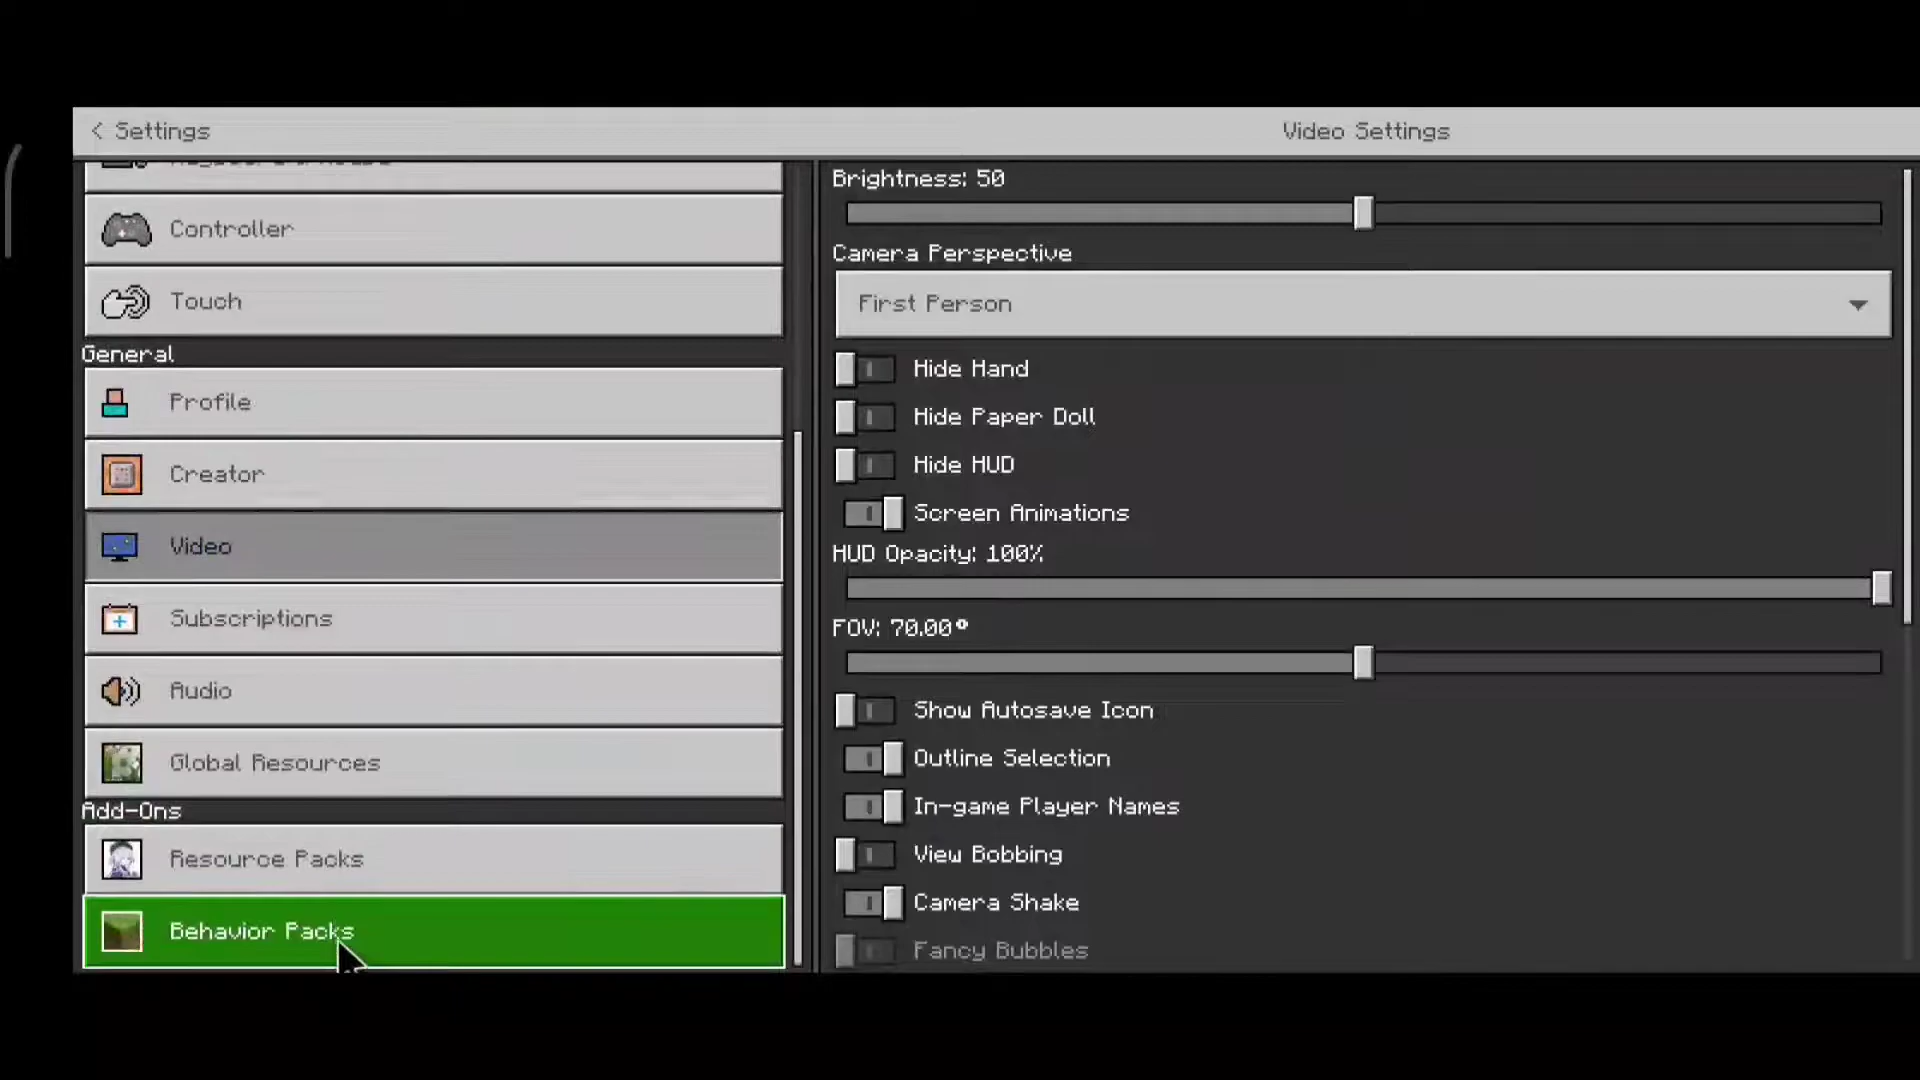 < Settings
Video Settings
Controller
Touch
General
Profile
Creator
Video
Subscriptions
Audio
Global Resources
Add-Ons
Resource Packs
Behavior Packs
Brightness: 50
Camera Perspective
First Person
Hide Hand
Hide Paper Doll
Hide HUD
Screen Animations
HUD Opacity: 100%
FOV: 70.00°
Show Autosave Icon
Outline Selection
In-game Player Names
View Bobbing
Camera Shake
Fancy Bubbles